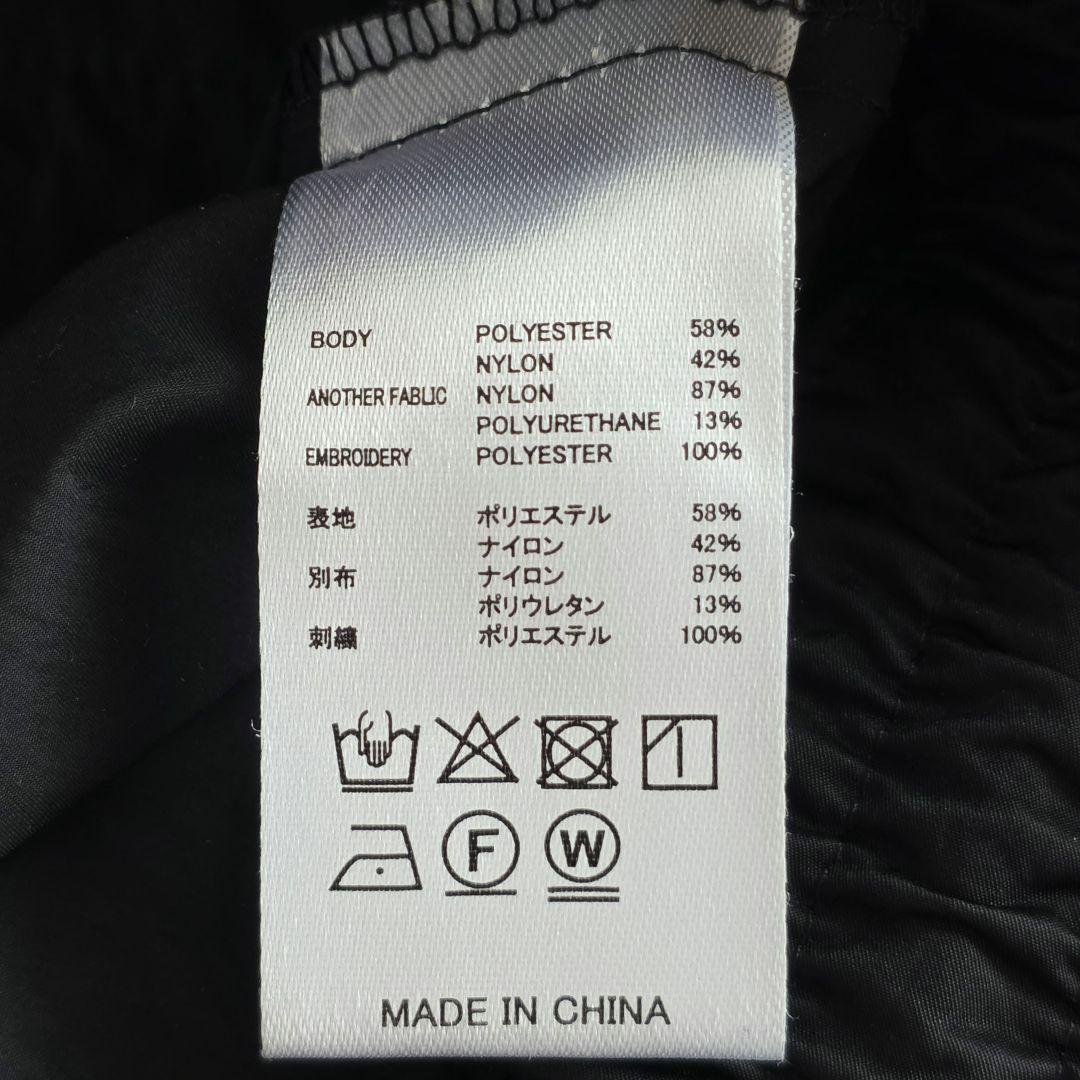 BODY POLYESTER 58%
NYLON 42%
ANOTHER FABLIC NYLON 87%
POLYURETHANE 13%
EMBROIDERY POLYESTER 100%
表地 ポリエステル 58%
ナイロン 42%
別布 ナイロン 87%
ポリウレタン 13%
刺繍 ポリエステル 100%
F W
MADE IN CHINA